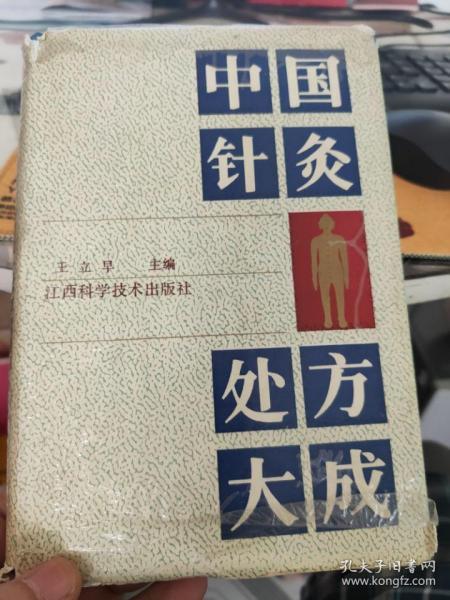 中国
针灸
王立早 主编
江西科学技术出版社
处方
大成
孔夫子旧书网
www.kongfz.com